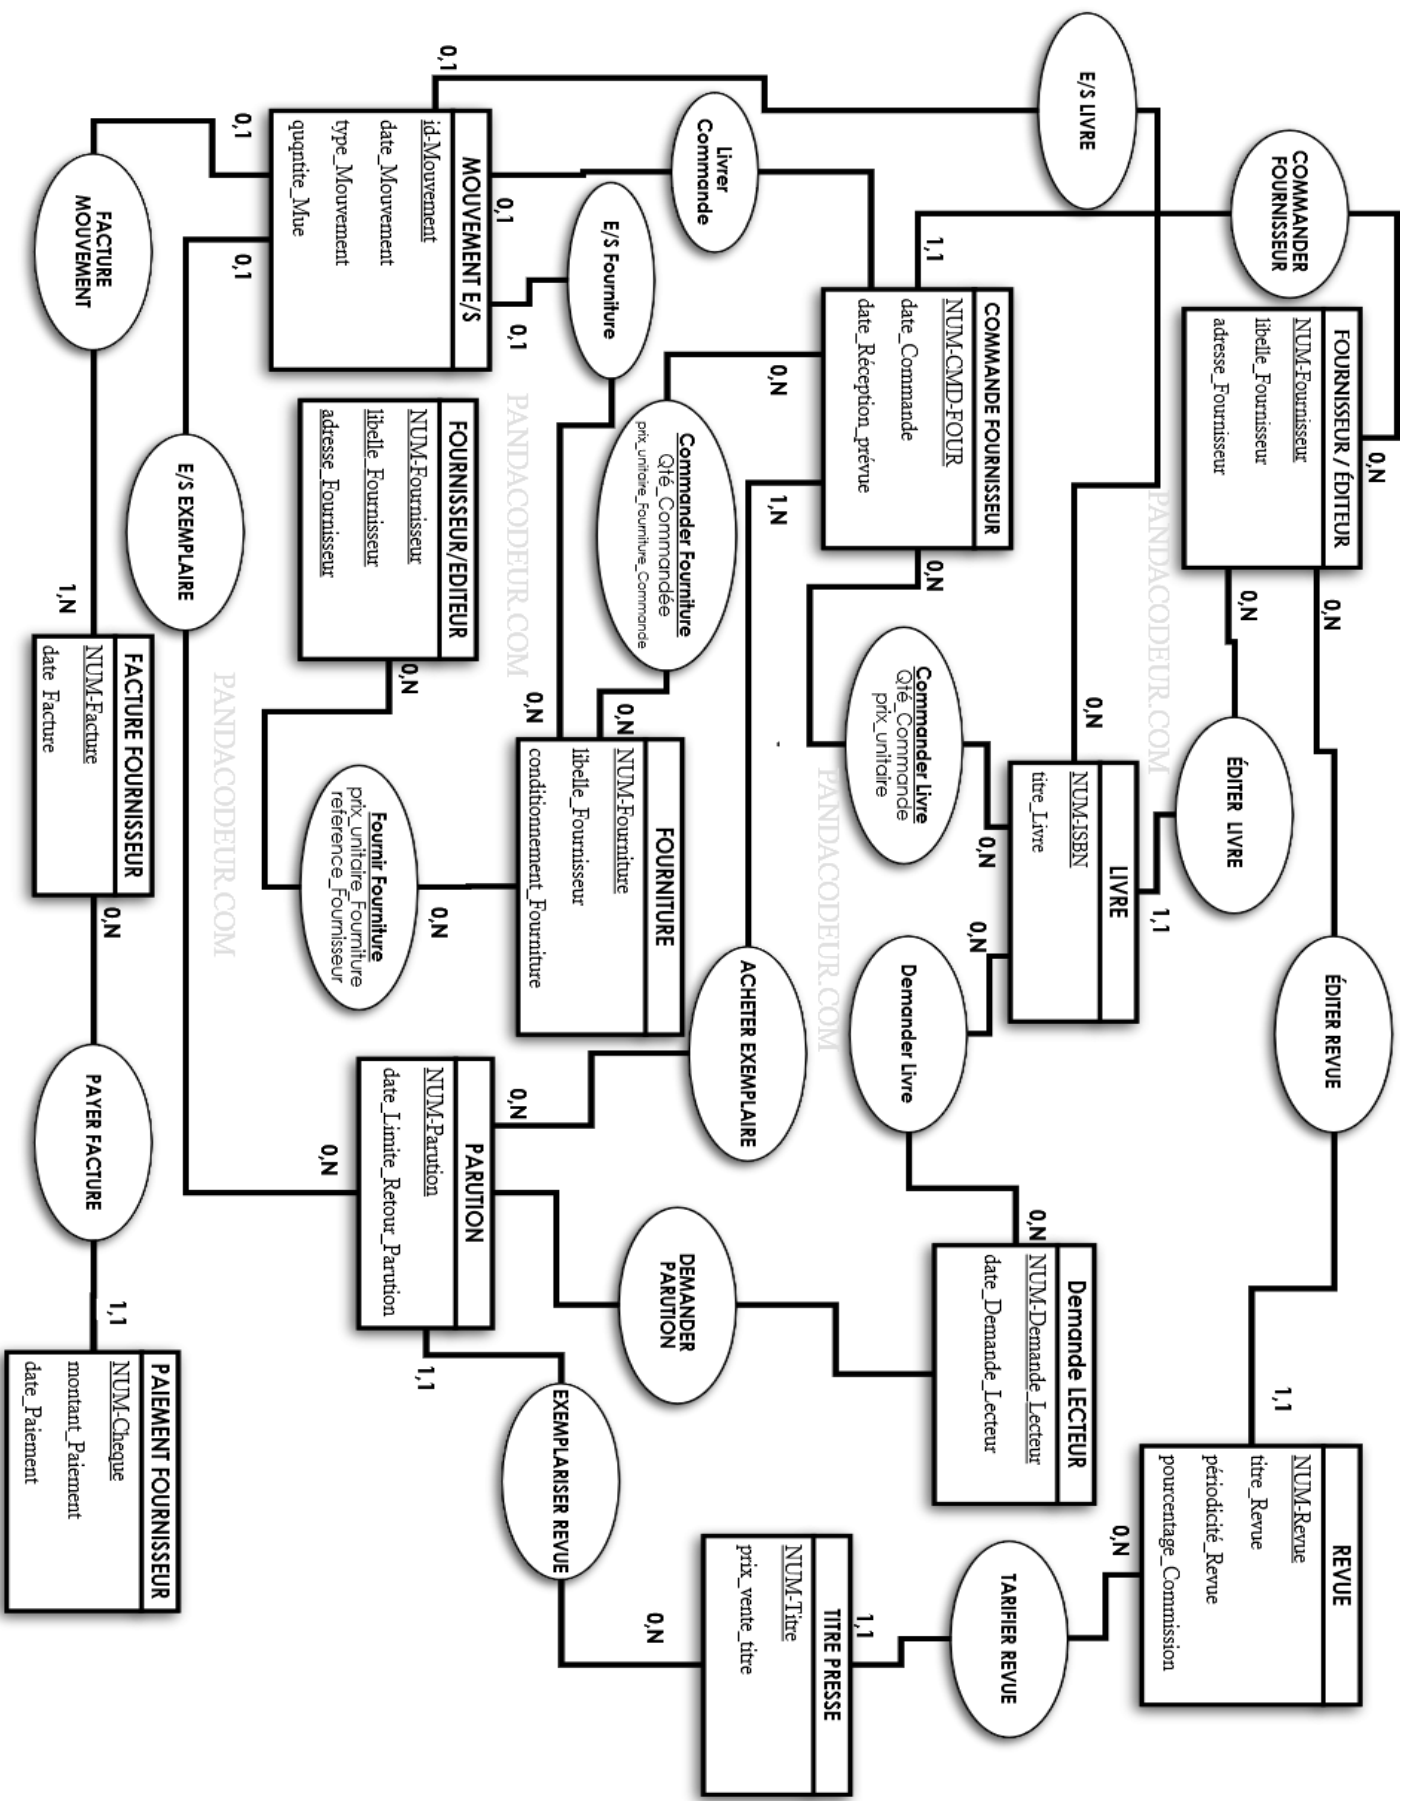 COMMANDER
FOURNISSEUR
0,N
FOURNISSEUR / ÉDITEUR
NUM-Fournisseur
libelle_Fournisseur
adresse_Fournisseur
0,N
0,N
ÉDITER REVUE
1,1
REVUE
NUM-Revue
titre_Revue
périodicité_Revue
pourcentage_Commission
0,N
E/S LIVRE
ÉDITER LIVRE
1,1
PANDACODEUR.COM
0,N
LIVRE
NUM-ISBN
titre_Livre
0,N
0,N
Demande LECTEUR
NUM-Demande_Lecteur
date_Demande_Lecteur
0,N
TARIFIER REVUE
1,1
COMMANDE FOURNISSEUR
NUM-CMD-FOUR
date_Commande
date_Réception_prévue
1,1
0,N
Commander Livre
Qté_Commande
prix_unitaire
Demander Livre
PANDACODEUR.COM
TITRE PRESSE
NUM-Titre
prix_vente_titre
0,N
Livrer
Commande
0,N
1,N
ACHETER EXEMPLAIRE
Commander Fourniture
Qté_Commandée
prix_unitaire_Fourniture_Commande
DEMANDER
PARUTION
E/S Fourniture
0,N
0,N
FOURNITURE
NUM-Fourniture
libelle_Fournisseur
conditionnement_Fourniture
0,N
EXEMPLARISER REVUE
0,1
0,1
0,1
MOUVEMENT E/S
id-Mouvement
date_Mouvement
type_Mouvement
quqntite_Mue
PANDACODEUR.COM
FOURNISSEUR/EDITEUR
NUM-Fournisseur
libelle_Fournisseur
adresse_Fournisseur
0,N
0,N
PARUTION
NUM-Parution
date_Limite_Retour_Parution
1,1
Fournir Fourniture
prix_unitaire_Fourniture
reference_Fournisseur
0,N
0,1
0,1
PANDACODEUR.COM
E/S EXEMPLAIRE
FACTURE
MOUVEMENT
1,N
FACTURE FOURNISSEUR
NUM-Facture
date_Facture
0,N
PAYER FACTURE
1,1
PAIEMENT FOURNISSEUR
NUM-Cheque
montant_Paiement
date_Paiement